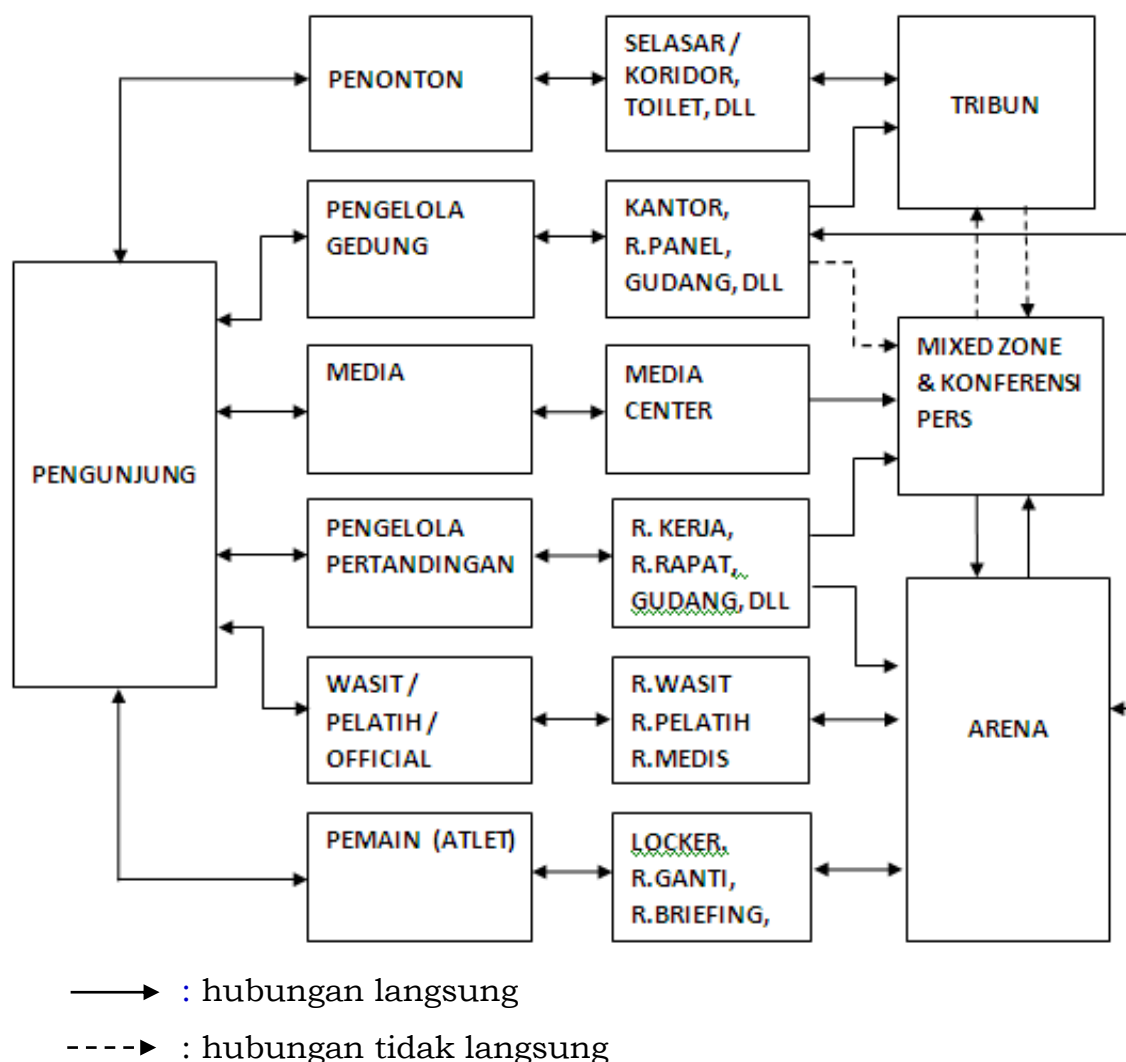 PENONTON
SELASAR /
KORIDOR,
TOILET, DLL
TRIBUN
PENGELOLA
GEDUNG
KANTOR,
R.PANEL,
GUDANG, DLL
MEDIA
MEDIA
CENTER
MIXED ZONE
& KONFERENSI
PERS
PENGUNJUNG
PENGELOLA
PERTANDINGAN
R. KERJA,
R.RAPAT,
GUDANG, DLL
WASIT /
PELATIH /
OFFICIAL
R.WASIT
R.PELATIH
R.MEDIS
ARENA
PEMAIN (ATLET)
LOCKER,
R.GANTI,
R.BRIEFING,
: hubungan langsung
: hubungan tidak langsung